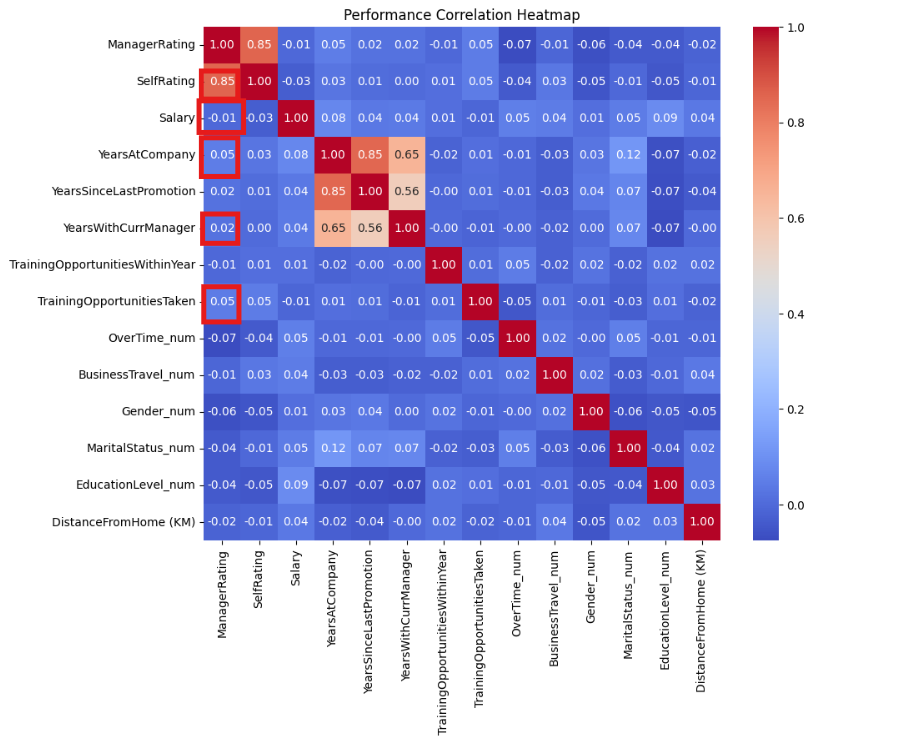 Performance Correlation Heatmap
ManagerRating 1.00 0.85 -0.01 0.05 0.02 0.02 -0.01 0.05 -0.07 -0.01 -0.06 -0.04 -0.04 -0.02
SelfRating 0.85 1.00 -0.03 0.03 0.01 0.00 0.01 0.05 -0.04 0.03 -0.05 -0.01 -0.05 -0.01
Salary -0.01 -0.03 1.00 0.08 0.04 0.04 0.01 -0.01 0.05 0.04 0.01 0.05 0.09 0.04
YearsAtCompany 0.05 0.03 0.08 1.00 0.85 0.65 -0.02 0.01 -0.01 -0.03 0.03 0.12 -0.07 -0.02
YearsSinceLastPromotion 0.02 0.01 0.04 0.85 1.00 0.56 -0.00 0.01 -0.01 -0.03 0.04 0.07 -0.07 -0.04
YearsWithCurrManager 0.02 0.00 0.04 0.65 0.56 1.00 -0.00 -0.01 -0.00 -0.02 0.00 0.07 -0.07 -0.00
TrainingOpportunitiesWithinYear -0.01 0.01 0.01 -0.02 -0.00 -0.00 1.00 0.01 0.05 -0.02 0.02 -0.02 0.02 0.02
TrainingOpportunitiesTaken 0.05 0.05 -0.01 0.01 0.01 -0.01 0.01 1.00 -0.05 0.01 -0.01 -0.03 0.01 -0.02
OverTime_num -0.07 -0.04 0.05 -0.01 -0.01 -0.00 0.05 -0.05 1.00 0.02 -0.00 0.05 -0.01 -0.01
BusinessTravel_num -0.01 0.03 0.04 -0.03 -0.03 -0.02 -0.02 0.01 0.02 1.00 0.02 -0.03 -0.01 0.04
Gender_num -0.06 -0.05 0.01 0.03 0.04 0.00 0.02 -0.01 -0.00 0.02 1.00 -0.06 -0.05 -0.05
MaritalStatus_num -0.04 -0.01 0.05 0.12 0.07 0.07 -0.02 -0.03 0.05 -0.03 -0.06 1.00 -0.04 0.02
EducationLevel_num -0.04 -0.05 0.09 -0.07 -0.07 -0.07 0.02 0.01 -0.01 -0.01 -0.05 -0.04 1.00 0.03
DistanceFromHome (KM) -0.02 -0.01 0.04 -0.02 -0.04 -0.00 0.02 -0.02 -0.01 0.04 -0.05 0.02 0.03 1.00
ManagerRating
SelfRating
Salary
YearsAtCompany
YearsSinceLastPromotion
YearsWithCurrManager
TrainingOpportunitiesWithinYear
TrainingOpportunitiesTaken
OverTime_num
BusinessTravel_num
Gender_num
MaritalStatus_num
EducationLevel_num
DistanceFromHome (KM)
1.0
0.8
0.6
0.4
0.2
0.0